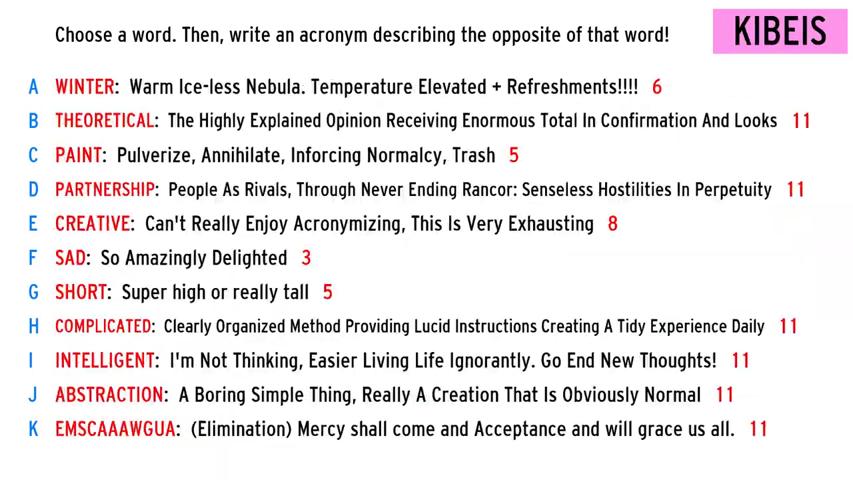 Choose a word. Then, write an acronym describing the opposite of that word!
KIBEIS
A WINTER: Warm Ice-less Nebula. Temperature Elevated + Refreshments!!!! 6
B THEORETICAL: The Highly Explained Opinion Receiving Enormous Total In Confirmation And Looks 11
C PAINT: Pulverize, Annihilate, Inforcing Normalcy, Trash 5
D PARTNERSHIP: People As Rivals, Through Never Ending Rancor: Senseless Hostilities In Perpetuity 11
E CREATIVE: Can't Really Enjoy Acronymizing, This Is Very Exhausting 8
F SAD: So Amazingly Delighted 3
G SHORT: Super high or really tall 5
H COMPLICATED: Clearly Organized Method Providing Lucid Instructions Creating A Tidy Experience Daily 11
I INTELLIGENT: I'm Not Thinking, Easier Living Life Ignorantly. Go End New Thoughts! 11
J ABSTRACTION: A Boring Simple Thing, Really A Creation That Is Obviously Normal 11
K EMSCAAAWGUA: (Elimination) Mercy shall come and Acceptance and will grace us all. 11